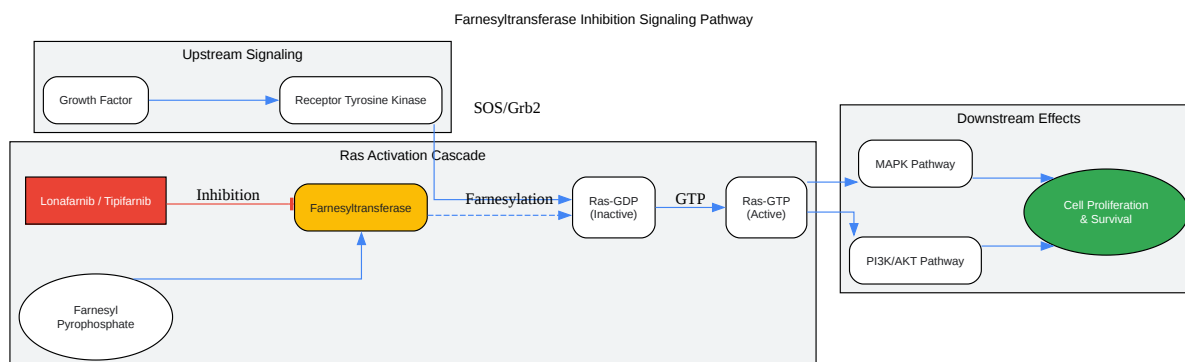 Farnesyltransferase Inhibition Signaling Pathway
Upstream Signaling
Growth Factor
Receptor Tyrosine Kinase
SOS/Grb2
Ras Activation Cascade
Lonafarnib / Tipifarnib
Inhibition
Farnesyltransferase
Farnesylation
Ras-GDP
(Inactive)
GTP
Ras-GTP
(Active)
Farnesyl
Pyrophosphate
Downstream Effects
MAPK Pathway
PI3K/AKT Pathway
Cell Proliferation
& Survival